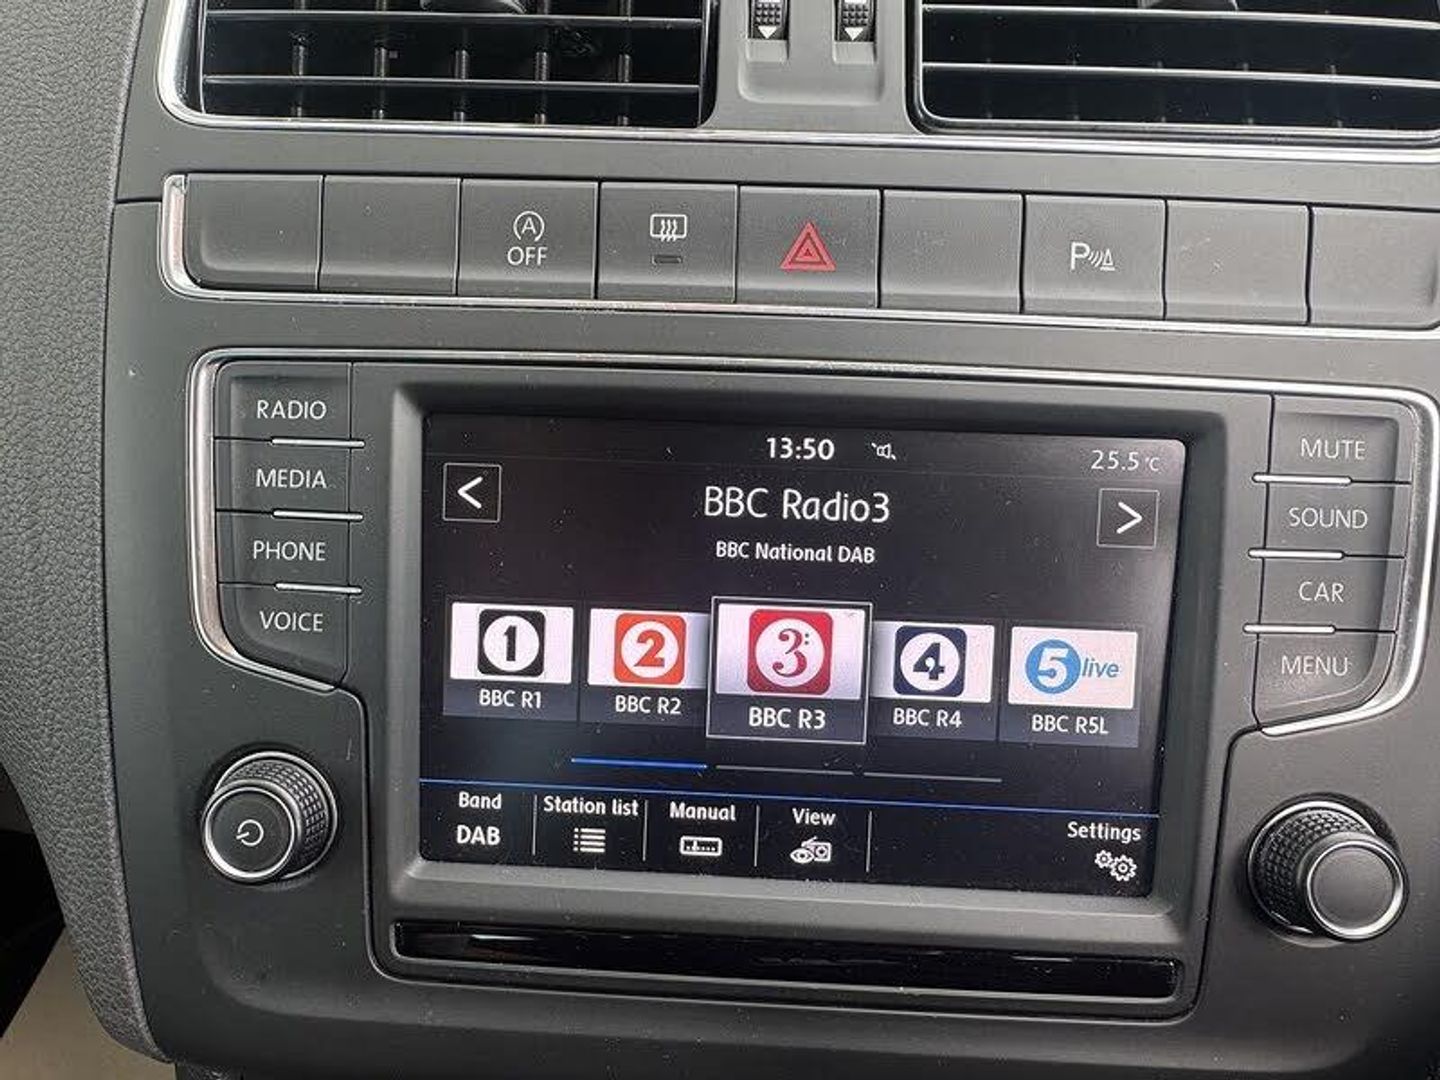 A
OFF
P
RADIO
MEDIA
PHONE
VOICE
MUTE
SOUND
CAR
MENU
13:50
25.5 °C
<
BBC Radio3
>
BBC National DAB
1
2
3:
4
5 live
BBC R1
BBC R2
BBC R3
BBC R4
BBC R5L
Band
DAB
Station list
Manual
View
Settings